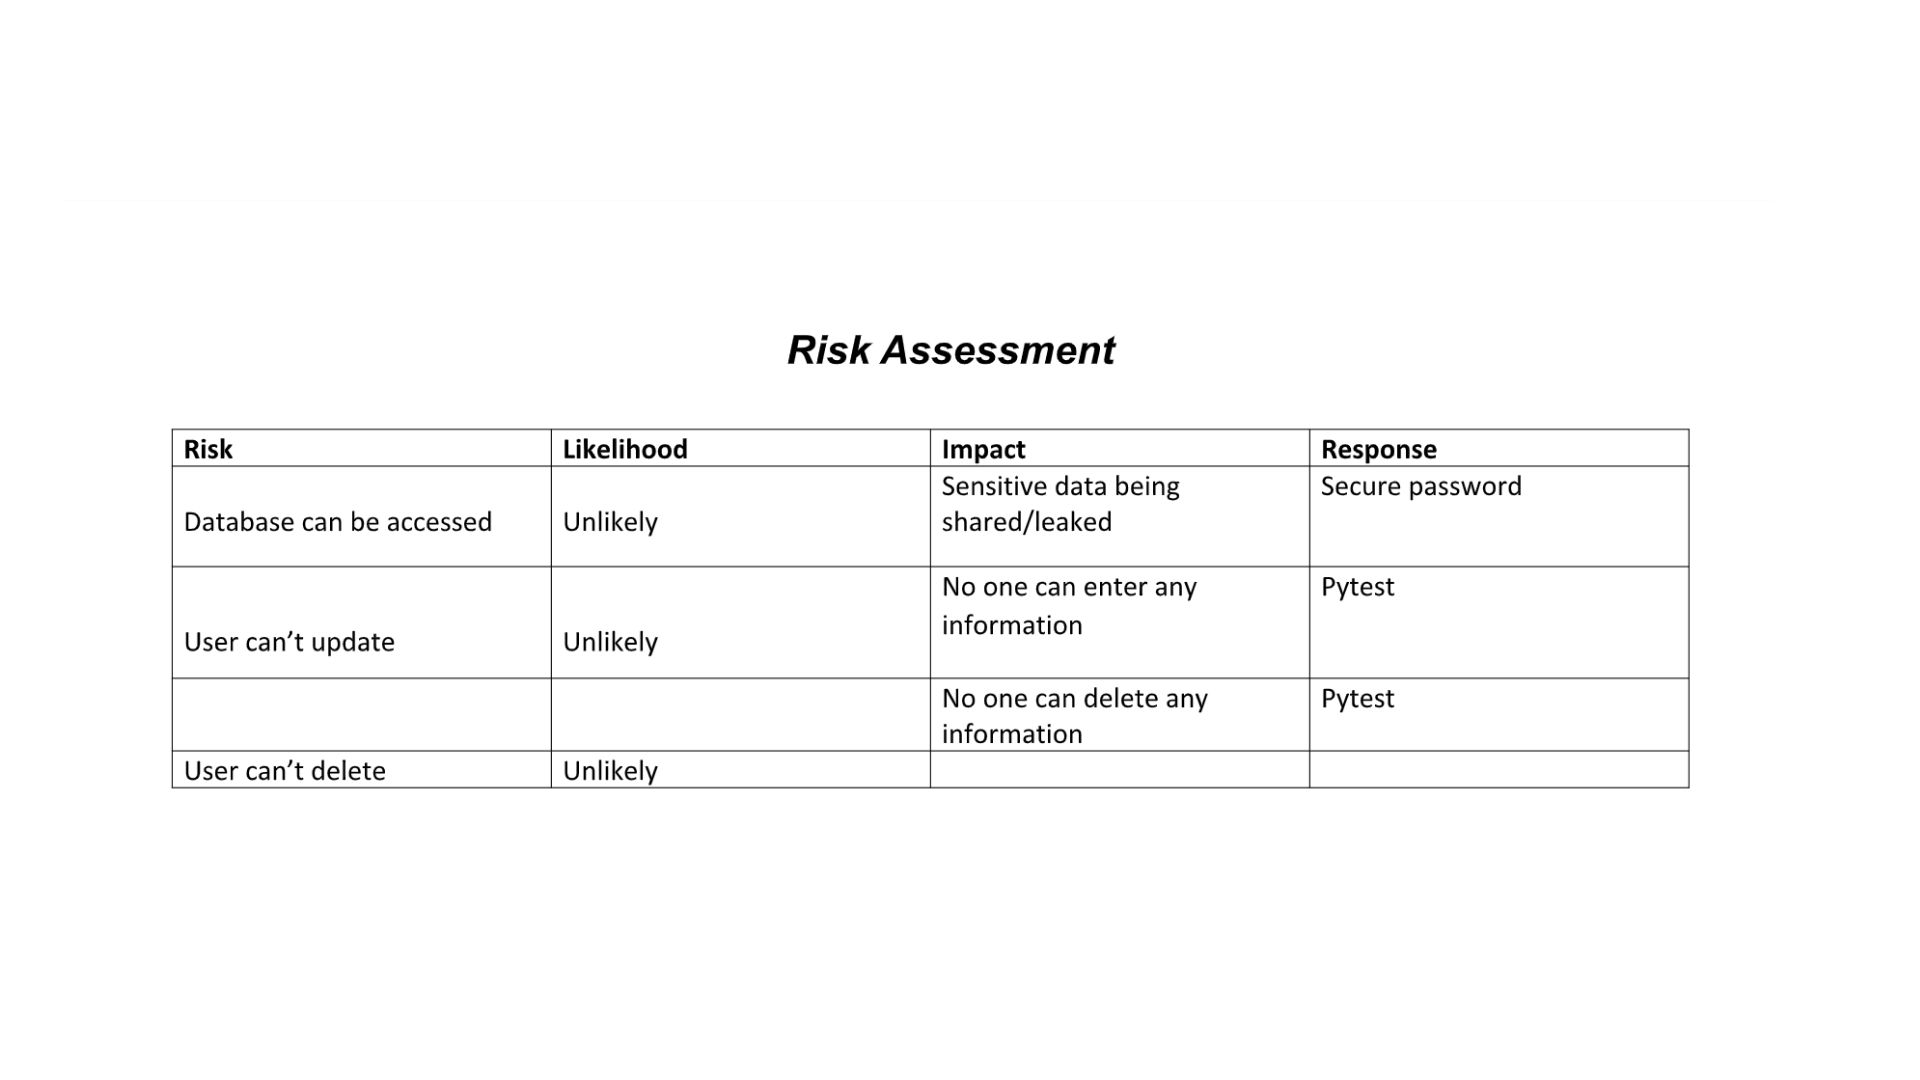 Risk Assessment
Risk Likelihood Impact Response
Database can be accessed Unlikely Sensitive data being shared/leaked Secure password
User can’t update Unlikely No one can enter any information Pytest
No one can delete any information Pytest
User can’t delete Unlikely